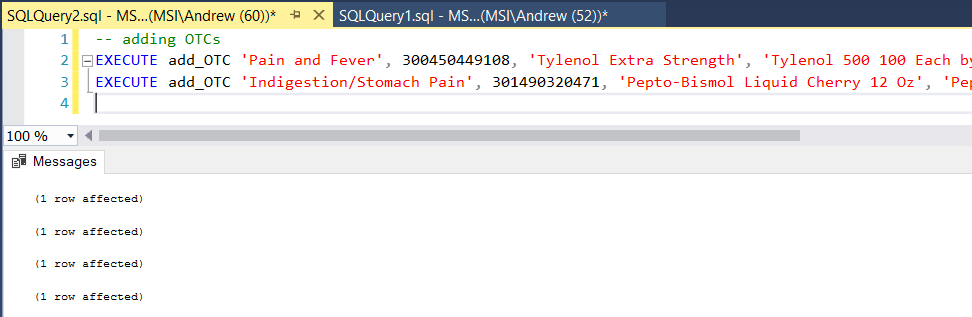 SQLQuery2.sql - MS...(MSI\Andrew (60))* SQLQuery1.sql - MS...(MSI\Andrew (52))*
1 -- adding OTCs
2 EXECUTE add_OTC 'Pain and Fever', 300450449108, 'Tylenol Extra Strength', 'Tylenol 500 100 Each by
3 EXECUTE add_OTC 'Indigestion/Stomach Pain', 301490320471, 'Pepto-Bismol Liquid Cherry 12 Oz', 'Pep
4
100 %
Messages
(1 row affected)
(1 row affected)
(1 row affected)
(1 row affected)